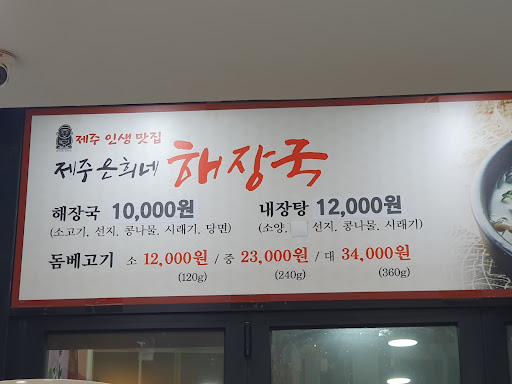 제주 인생 맛집
제주 은희네 해장국
해장국 10,000원 내장탕 12,000원
(소고기, 선지, 콩나물, 시래기, 당면) (소양, 선지, 콩나물, 시래기)
돔베고기 소 12,000원 / 중 23,000원 / 대 34,000원
(120g) (240g) (360g)